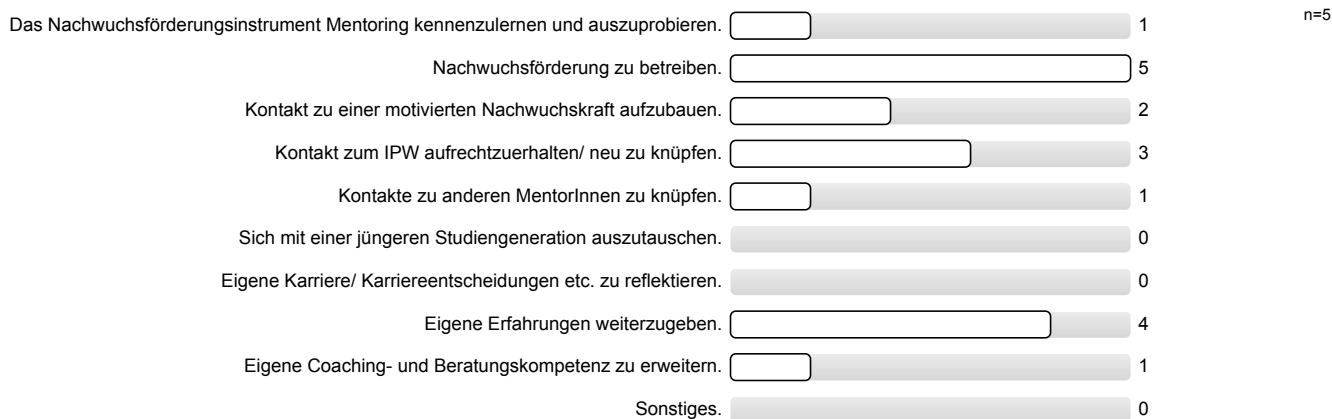 Das Nachwuchsförderungsinstrument Mentoring kennenzulernen und auszuprobieren. 1 n=5
Nachwuchsförderung zu betreiben. 5
Kontakt zu einer motivierten Nachwuchskraft aufzubauen. 2
Kontakt zum IPW aufrechtzuerhalten/ neu zu knüpfen. 3
Kontakte zu anderen MentorInnen zu knüpfen. 1
Sich mit einer jüngeren Studiengeneration auszutauschen. 0
Eigene Karriere/ Karriereentscheidungen etc. zu reflektieren. 0
Eigene Erfahrungen weiterzugeben. 4
Eigene Coaching- und Beratungskompetenz zu erweitern. 1
Sonstiges. 0